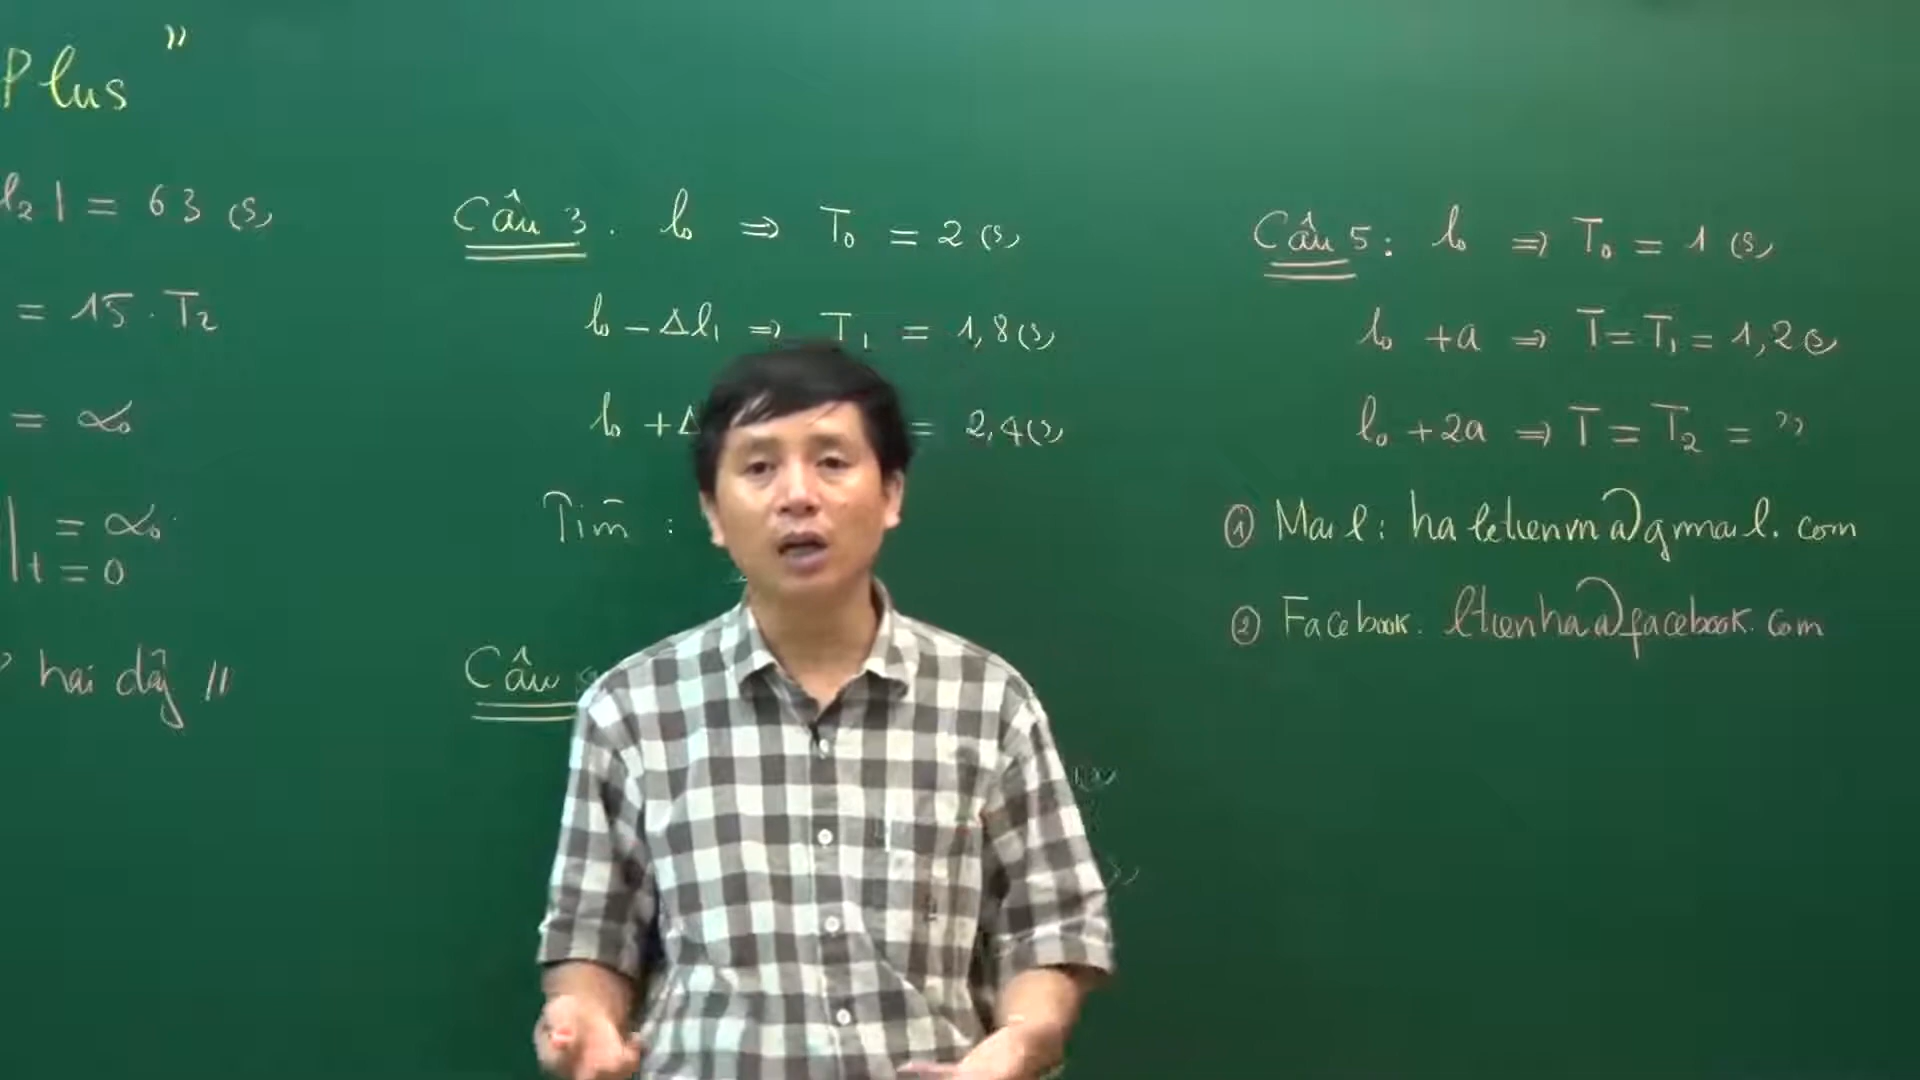 Plus"
l₂| = 63 (s)
= 15 . T₂
= α₀
|t = 0 = α₀
hai dây //
Câu 3. l₀ ⇒ T₀ = 2 (s)
l₀ - Δl₁ ⇒ T₁ = 1,8 (s)
l₀ + Δ = 2,4 (s)
Tìm :
Câu
Câu 5: l₀ ⇒ T₀ = 1 (s)
l₀ + a ⇒ T = T₁ = 1,2 (s)
l₀ + 2a ⇒ T = T₂ = ??
① Mail: haletienvn@gmail.com
② Facebook. ltienha@facebook.com